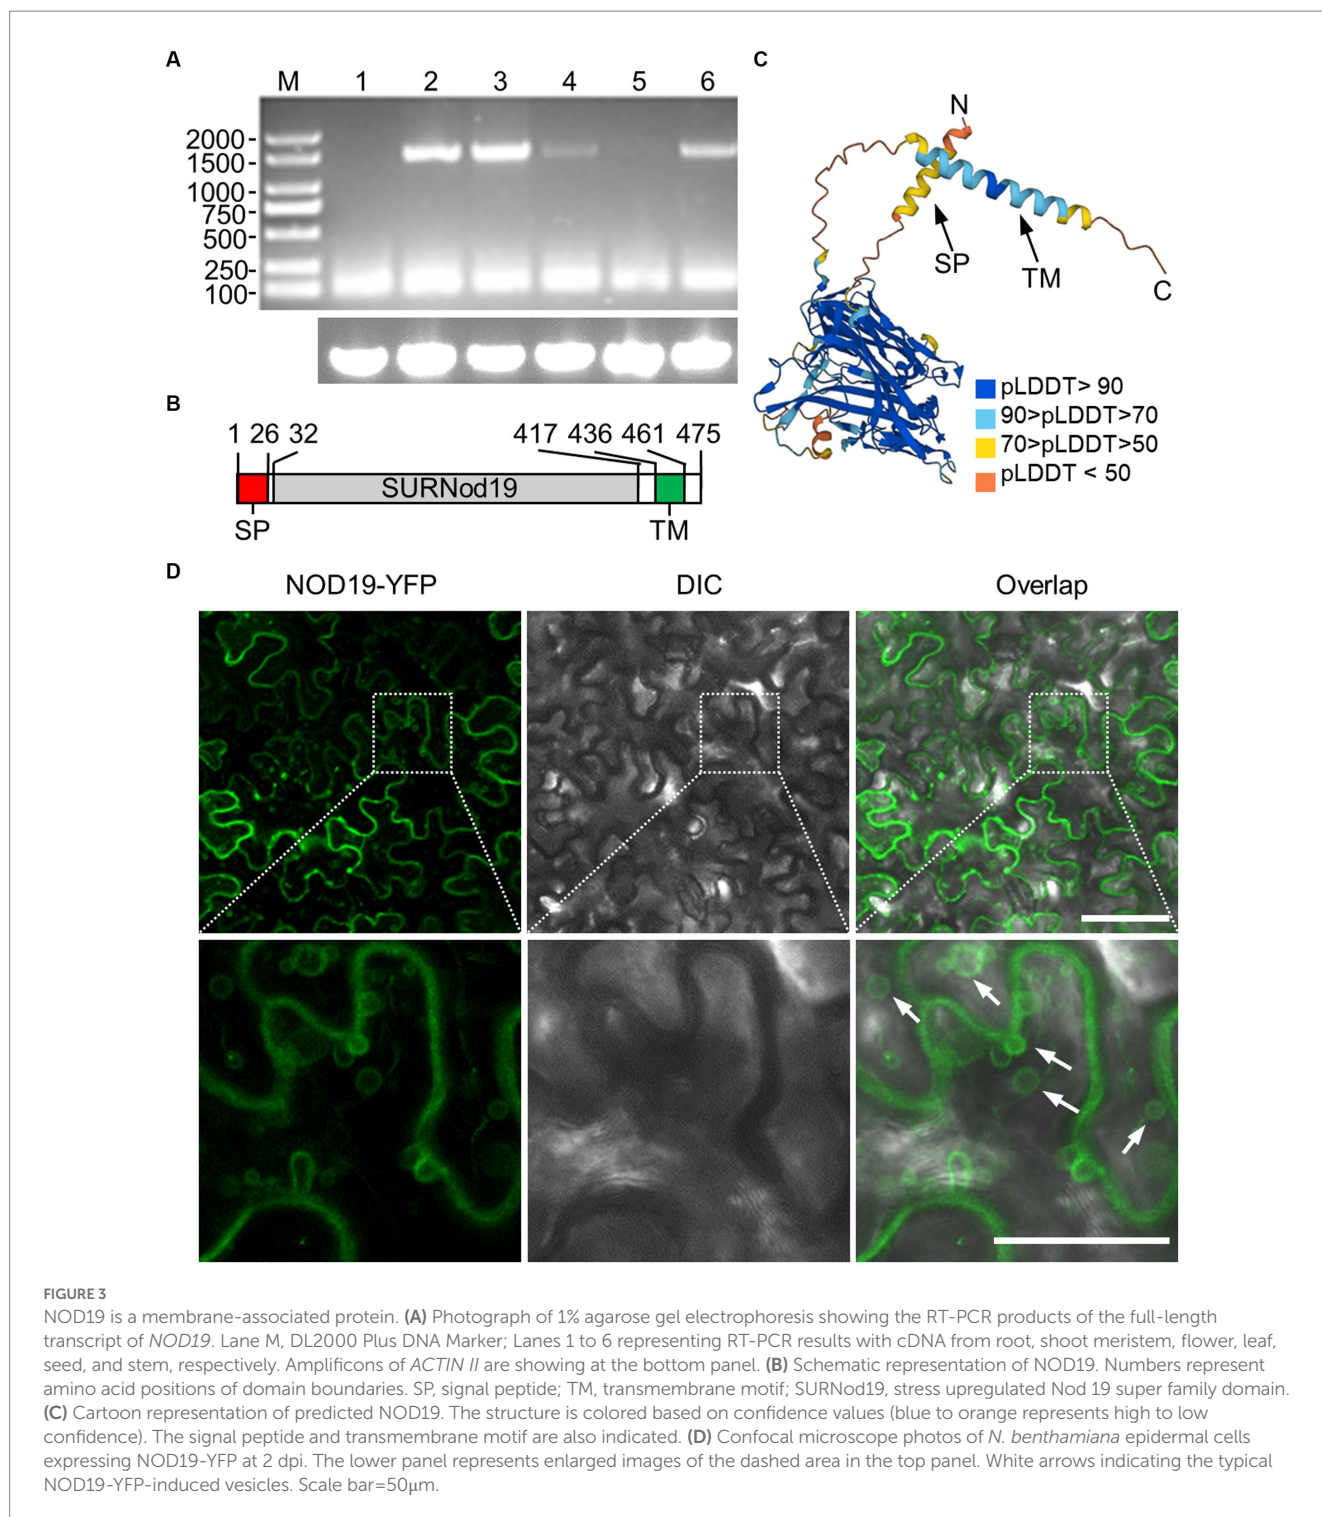 A
M 1 2 3 4 5 6
2000-
1500-
1000-
750-
500-
250-
100-
B
1 26 32 417 436 461 475
SURNod19
SP TM
C
N
SP
TM
C
pLDDT> 90
90>pLDDT>70
70>pLDDT>50
pLDDT < 50
D
NOD19-YFP DIC Overlap
FIGURE 3
NOD19 is a membrane-associated protein. (A) Photograph of 1% agarose gel electrophoresis showing the RT-PCR products of the full-length
transcript of NOD19. Lane M, DL2000 Plus DNA Marker; Lanes 1 to 6 representing RT-PCR results with cDNA from root, shoot meristem, flower, leaf,
seed, and stem, respectively. Amplificons of ACTIN II are showing at the bottom panel. (B) Schematic representation of NOD19. Numbers represent
amino acid positions of domain boundaries. SP, signal peptide; TM, transmembrane motif; SURNod19, stress upregulated Nod 19 super family domain.
(C) Cartoon representation of predicted NOD19. The structure is colored based on confidence values (blue to orange represents high to low
confidence). The signal peptide and transmembrane motif are also indicated. (D) Confocal microscope photos of N. benthamiana epidermal cells
expressing NOD19-YFP at 2 dpi. The lower panel represents enlarged images of the dashed area in the top panel. White arrows indicating the typical
NOD19-YFP-induced vesicles. Scale bar=50μm.